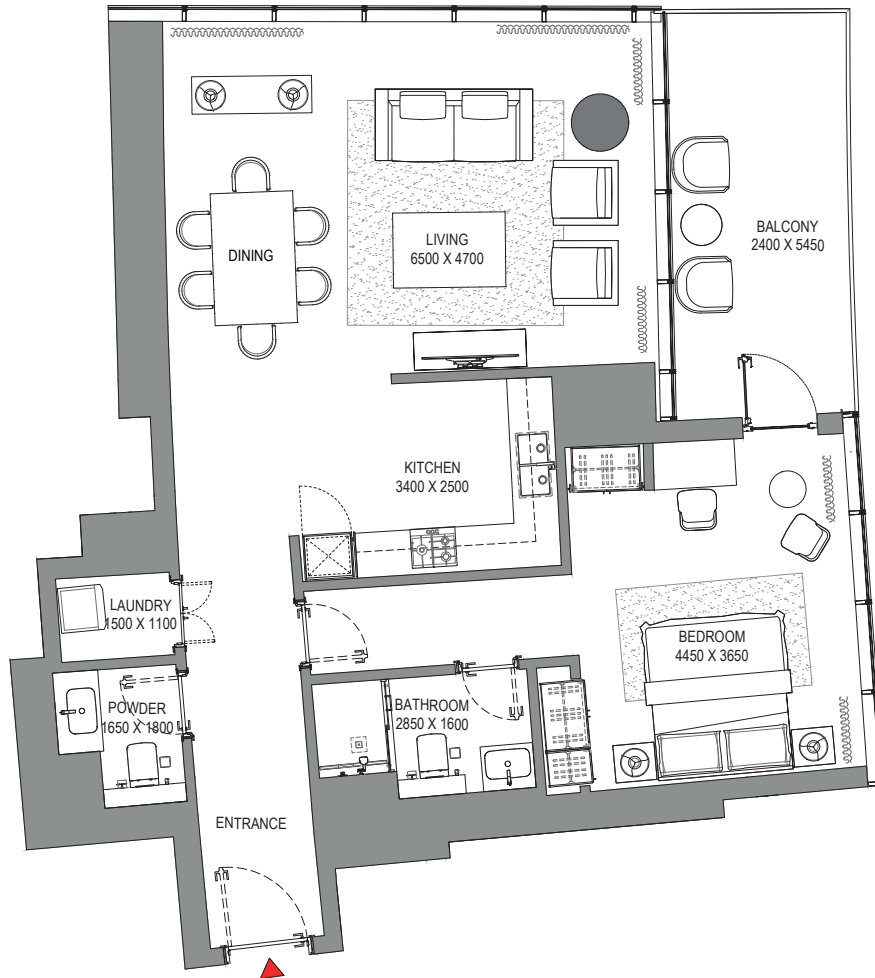 LIVING
6500 X 4700
BALCONY
2400 X 5450
DINING
KITCHEN
3400 X 2500
LAUNDRY
1500 X 1100
BEDROOM
4450 X 3650
POWDER
1650 X 1800
BATHROOM
2850 X 1600
ENTRANCE